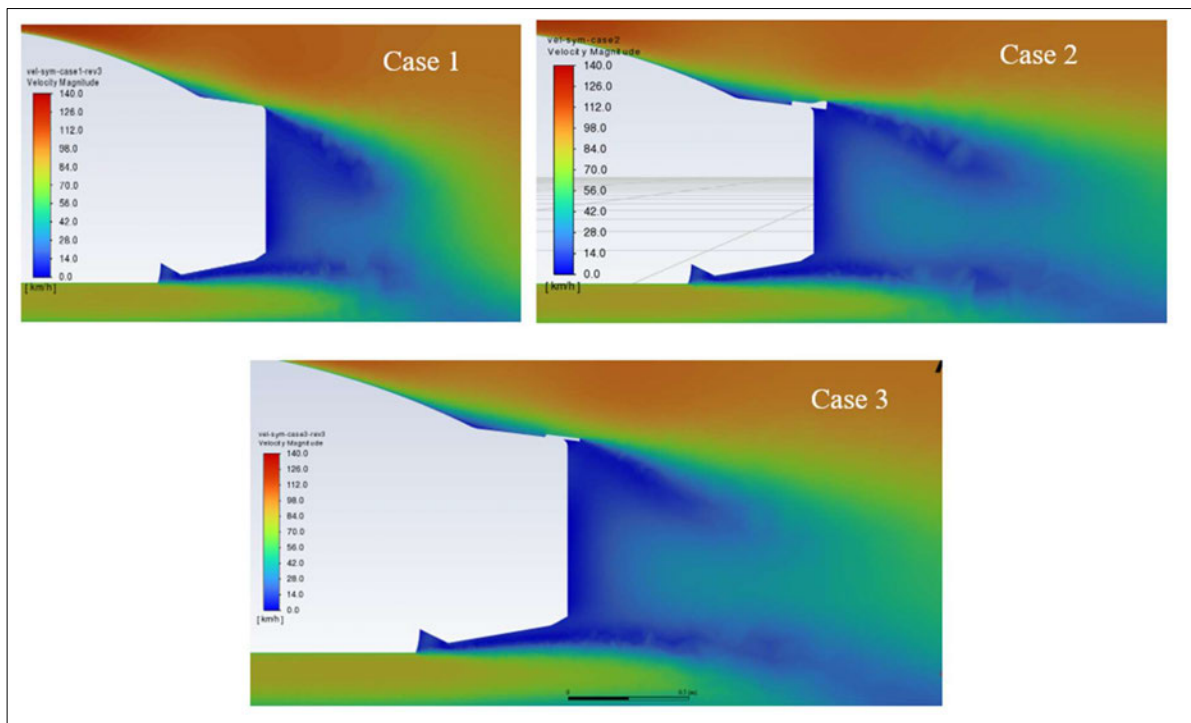 Case 1
vel-sym-case1-rev3
Velocity Magnitude
140.0
126.0
112.0
98.0
84.0
70.0
56.0
42.0
28.0
14.0
0.0
[ km/h ]
Case 2
vel-sym-case2
Velocity Magnitude
140.0
126.0
112.0
98.0
84.0
70.0
56.0
42.0
28.0
14.0
0.0
[ km/h ]
Case 3
vel-sym-case3-rev3
Velocity Magnitude
140.0
126.0
112.0
98.0
84.0
70.0
56.0
42.0
28.0
14.0
0.0
[ km/h ]
0